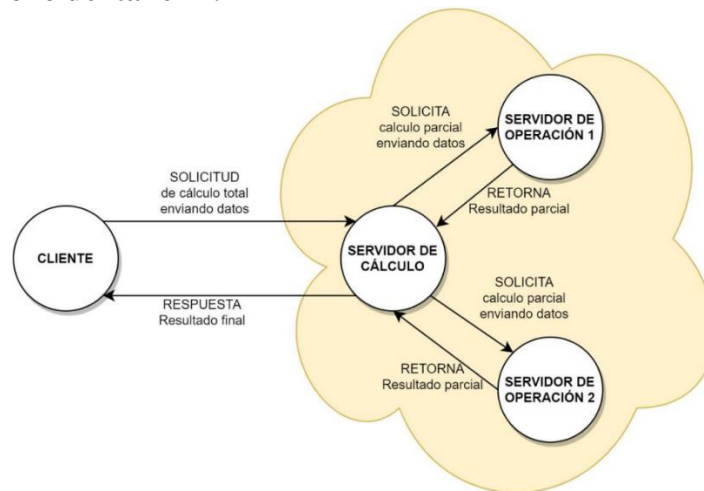 SOLICITA
calculo parcial
enviando datos
SERVIDOR DE
OPERACIÓN 1
SOLICITUD
de cálculo total
enviando datos
RETORNA
Resultado parcial
CLIENTE
SERVIDOR DE
CÁLCULO
SOLICITA
calculo parcial
enviando datos
RESPUESTA
Resultado final
RETORNA
Resultado parcial
SERVIDOR DE
OPERACIÓN 2